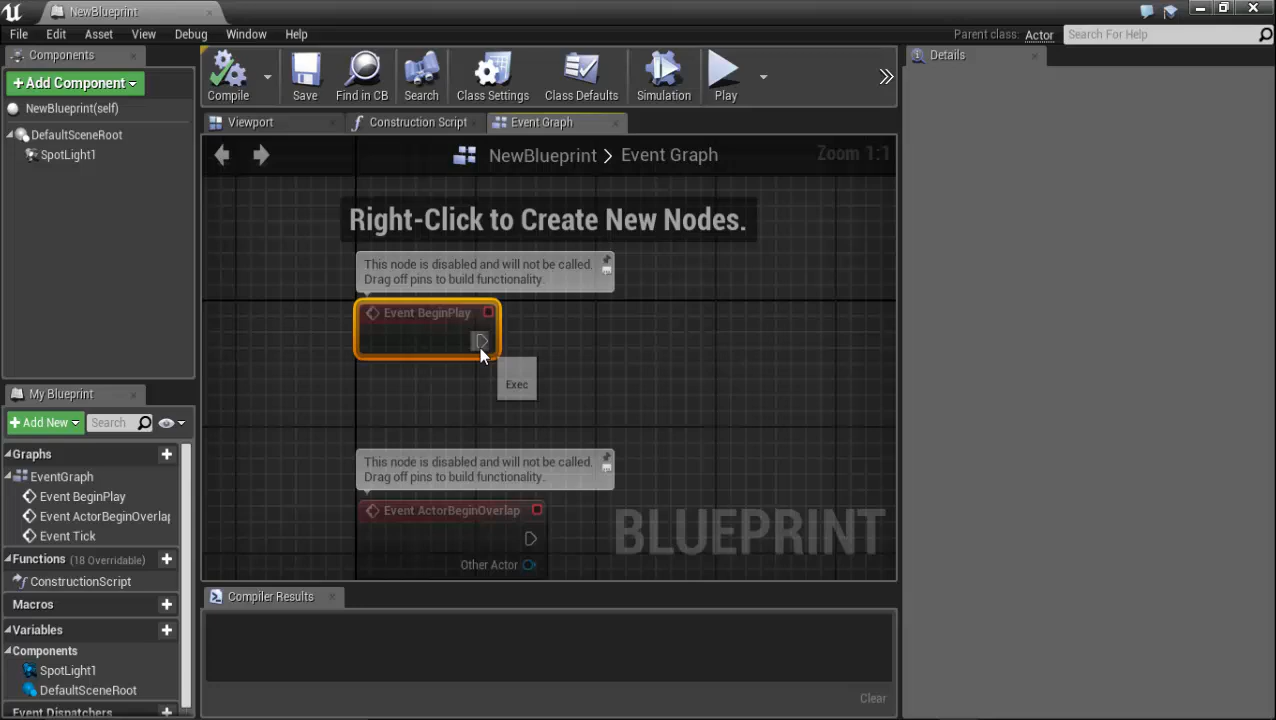 NewBlueprint
File Edit Asset View Debug Window Help
Parent class: Actor
Search For Help
Components
Add Component
NewBlueprint(self)
DefaultSceneRoot
SpotLight1
Compile
Save
Find in CB
Search
Class Settings
Class Defaults
Simulation
Play
Details
Viewport
Construction Script
Event Graph
NewBlueprint > Event Graph
Zoom 1:1
Right-Click to Create New Nodes.
This node is disabled and will not be called.
Drag off pins to build functionality.
Event BeginPlay
Exec
This node is disabled and will not be called.
Drag off pins to build functionality.
Event ActorBeginOverlap
Other Actor
BLUEPRINT
My Blueprint
Add New
Search
Graphs
EventGraph
Event BeginPlay
Event ActorBeginOverlap
Event Tick
Functions (18 Overridable)
ConstructionScript
Macros
Variables
Components
SpotLight1
DefaultSceneRoot
Event Dispatchers
Compiler Results
Clear